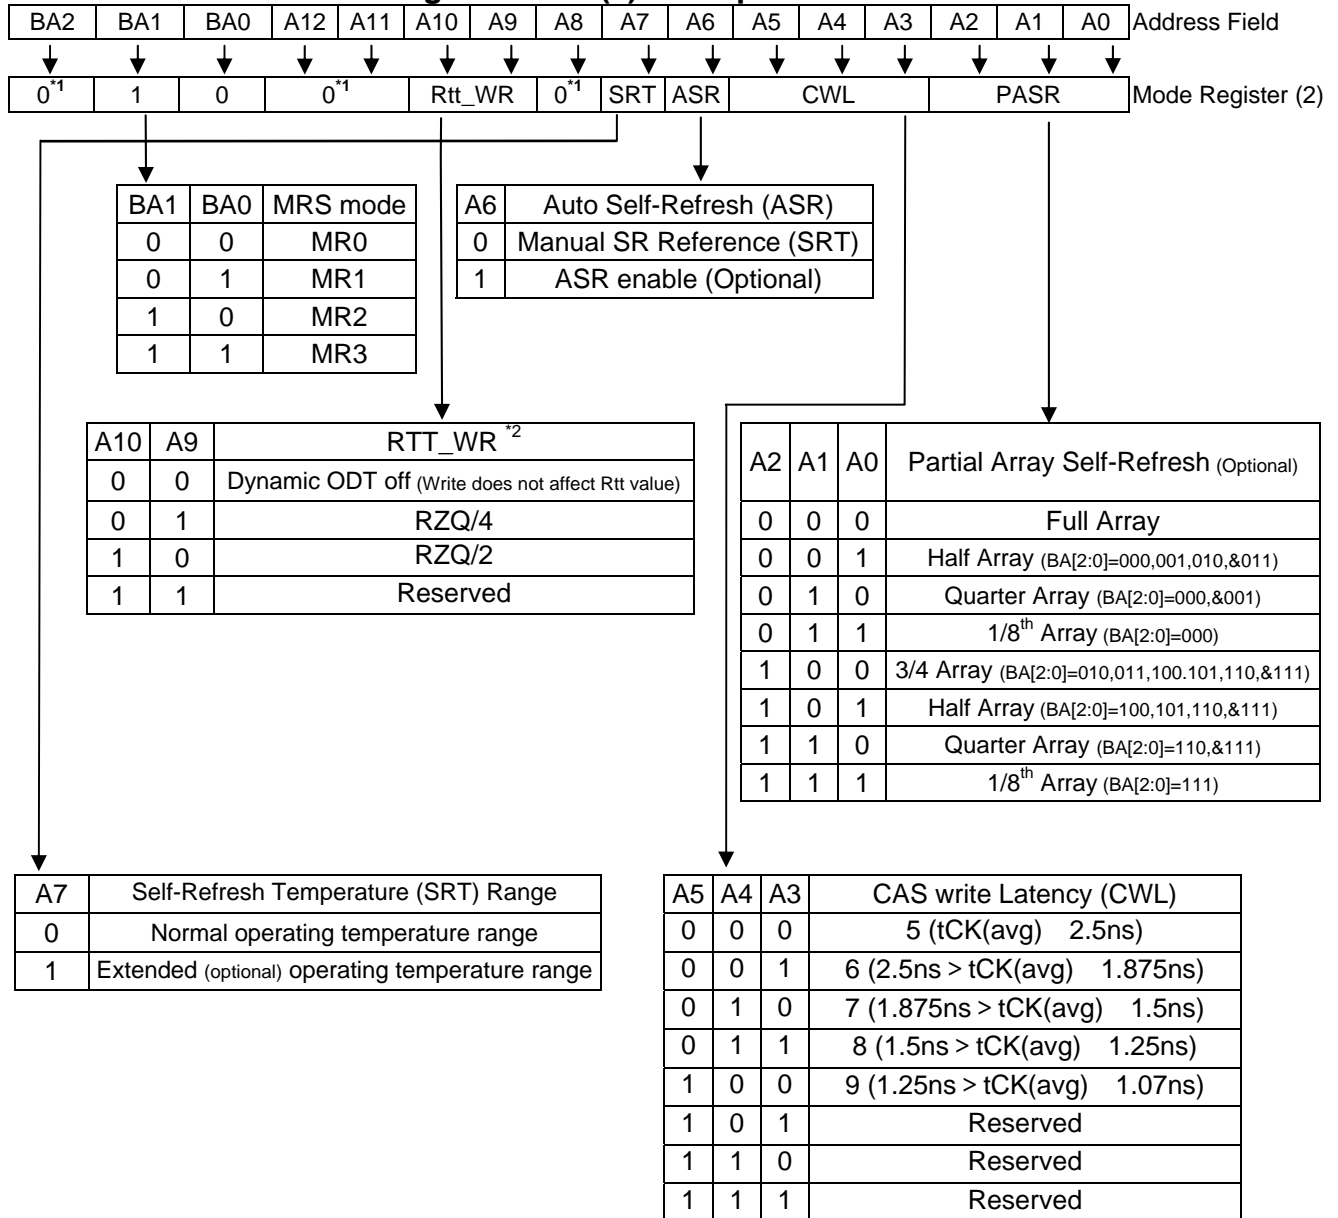 BA2 BA1 BA0 A12 A11 A10 A9 A8 A7 A6 A5 A4 A3 A2 A1 A0 Address Field
0*1 1 0 0*1 Rtt_WR 0*1 SRT ASR CWL PASR Mode Register (2)
BA1 BA0 MRS mode
0 0 MR0
0 1 MR1
1 0 MR2
1 1 MR3
A6 Auto Self-Refresh (ASR)
0 Manual SR Reference (SRT)
1 ASR enable (Optional)
A10 A9 RTT_WR *2
0 0 Dynamic ODT off (Write does not affect Rtt value)
0 1 RZQ/4
1 0 RZQ/2
1 1 Reserved
A2 A1 A0 Partial Array Self-Refresh (Optional)
0 0 0 Full Array
0 0 1 Half Array (BA[2:0]=000,001,010,&011)
0 1 0 Quarter Array (BA[2:0]=000,&001)
0 1 1 1/8th Array (BA[2:0]=000)
1 0 0 3/4 Array (BA[2:0]=010,011,100.101,110,&111)
1 0 1 Half Array (BA[2:0]=100,101,110,&111)
1 1 0 Quarter Array (BA[2:0]=110,&111)
1 1 1 1/8th Array (BA[2:0]=111)
A7 Self-Refresh Temperature (SRT) Range
0 Normal operating temperature range
1 Extended (optional) operating temperature range
A5 A4 A3 CAS write Latency (CWL)
0 0 0 5 (tCK(avg) 2.5ns)
0 0 1 6 (2.5ns > tCK(avg) 1.875ns)
0 1 0 7 (1.875ns > tCK(avg) 1.5ns)
0 1 1 8 (1.5ns > tCK(avg) 1.25ns)
1 0 0 9 (1.25ns > tCK(avg) 1.07ns)
1 0 1 Reserved
1 1 0 Reserved
1 1 1 Reserved